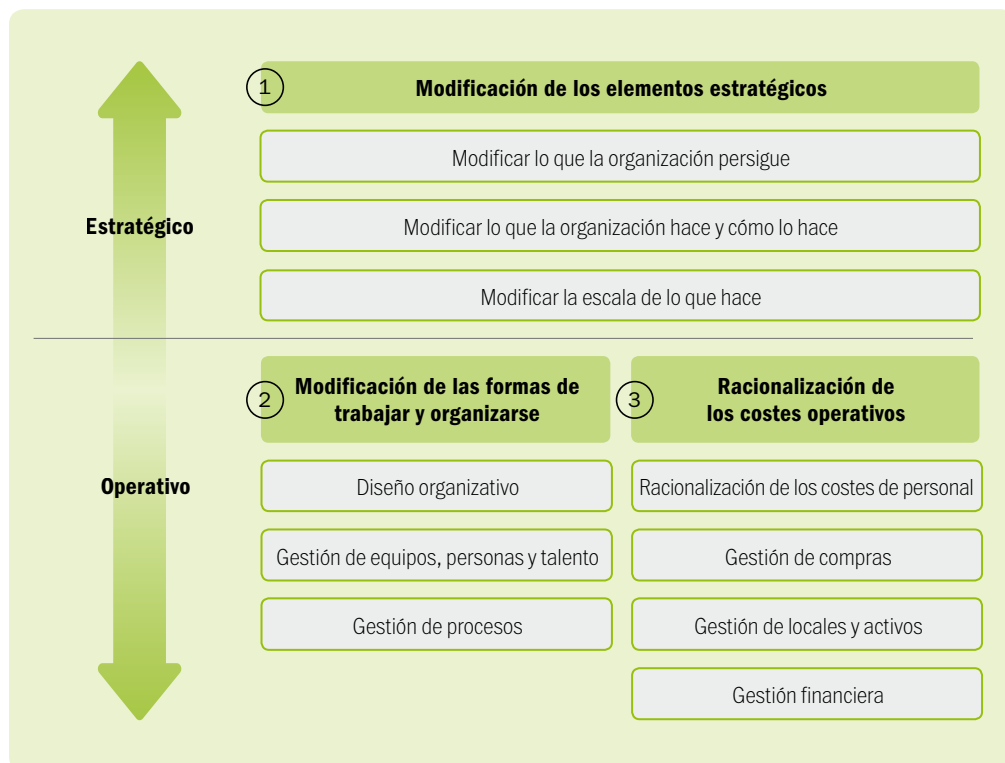 1
Modificación de los elementos estratégicos
Modificar lo que la organización persigue
Estratégico
Modificar lo que la organización hace y cómo lo hace
Modificar la escala de lo que hace
2
Modificación de las formas de
trabajar y organizarse
3
Racionalización de
los costes operativos
Operativo
Diseño organizativo
Racionalización de los costes de personal
Gestión de equipos, personas y talento
Gestión de compras
Gestión de procesos
Gestión de locales y activos
Gestión financiera